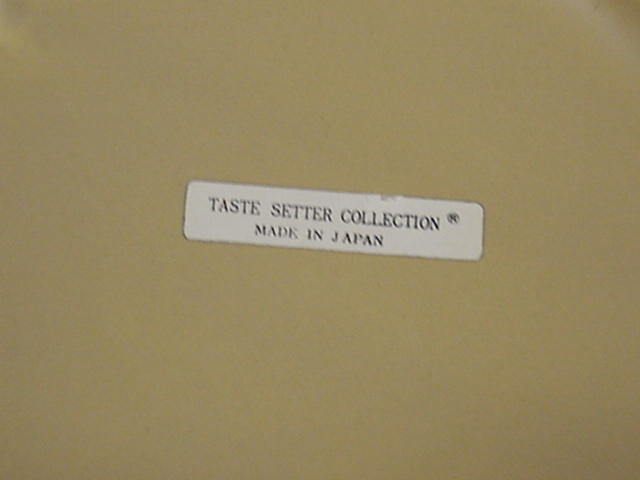 TASTE SETTER COLLECTION ®
MADE IN JAPAN